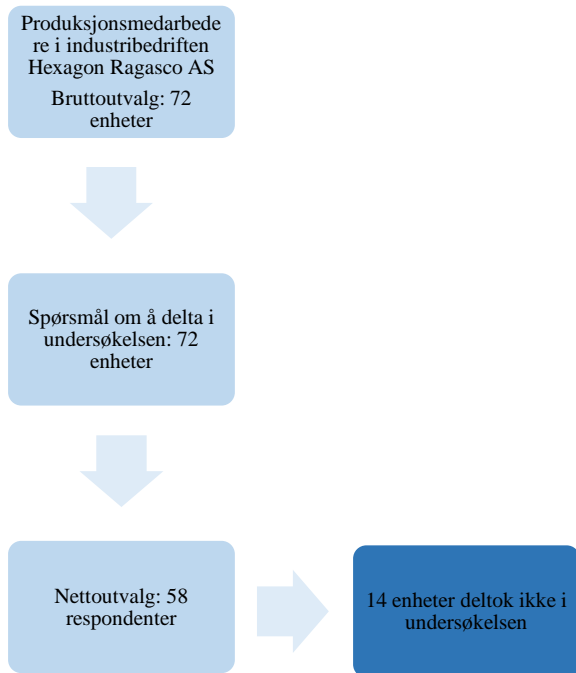 Produksjonsmedarbede
re i industribedriften
Hexagon Ragasco AS
Bruttoutvalg: 72
enheter
Spørsmål om å delta i
undersøkelsen: 72
enheter
Nettoutvalg: 58
respondenter
14 enheter deltok ikke i
undersøkelsen